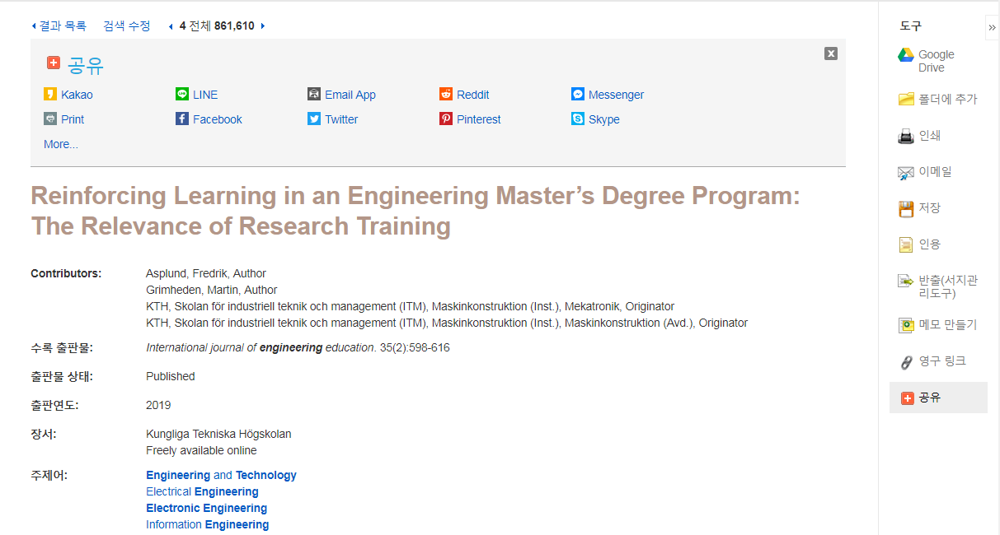 결과 목록 검색 수정 4 전체 861,610
공유
x
Kakao LINE Email App Reddit Messenger
Print Facebook Twitter Pinterest Skype
More...
Reinforcing Learning in an Engineering Master’s Degree Program:
The Relevance of Research Training
Contributors: Asplund, Fredrik, Author
Grimheden, Martin, Author
KTH, Skolan för industriell teknik och management (ITM), Maskinkonstruktion (Inst.), Mekatronik, Originator
KTH, Skolan för industriell teknik och management (ITM), Maskinkonstruktion (Inst.), Maskinkonstruktion (Avd.), Originator
수록 출판물: International journal of engineering education. 35(2):598-616
출판물 상태: Published
출판연도: 2019
장서: Kungliga Tekniska Högskolan
Freely available online
주제어: Engineering and Technology
Electrical Engineering
Electronic Engineering
Information Engineering
도구
»
Google
Drive
폴더에 추가
인쇄
이메일
저장
인용
반출(서지관
리도구)
메모 만들기
영구 링크
공유